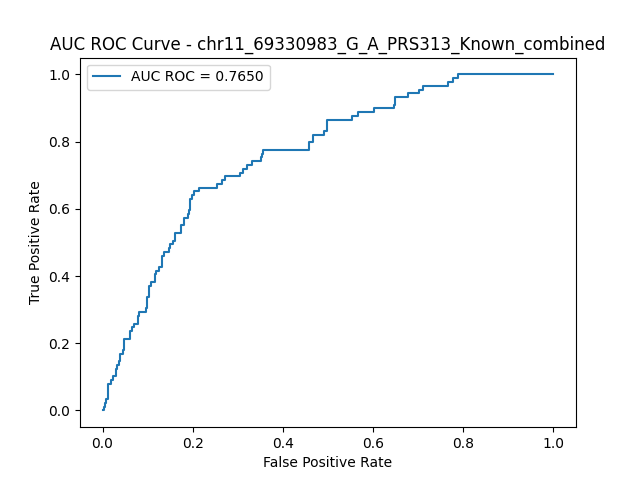 AUC ROC Curve - chr11_69330983_G_A_PRS313_Known_combined
AUC ROC = 0.7650
1.0
0.8
0.6
0.4
0.2
0.0
True Positive Rate
0.0 0.2 0.4 0.6 0.8 1.0
False Positive Rate